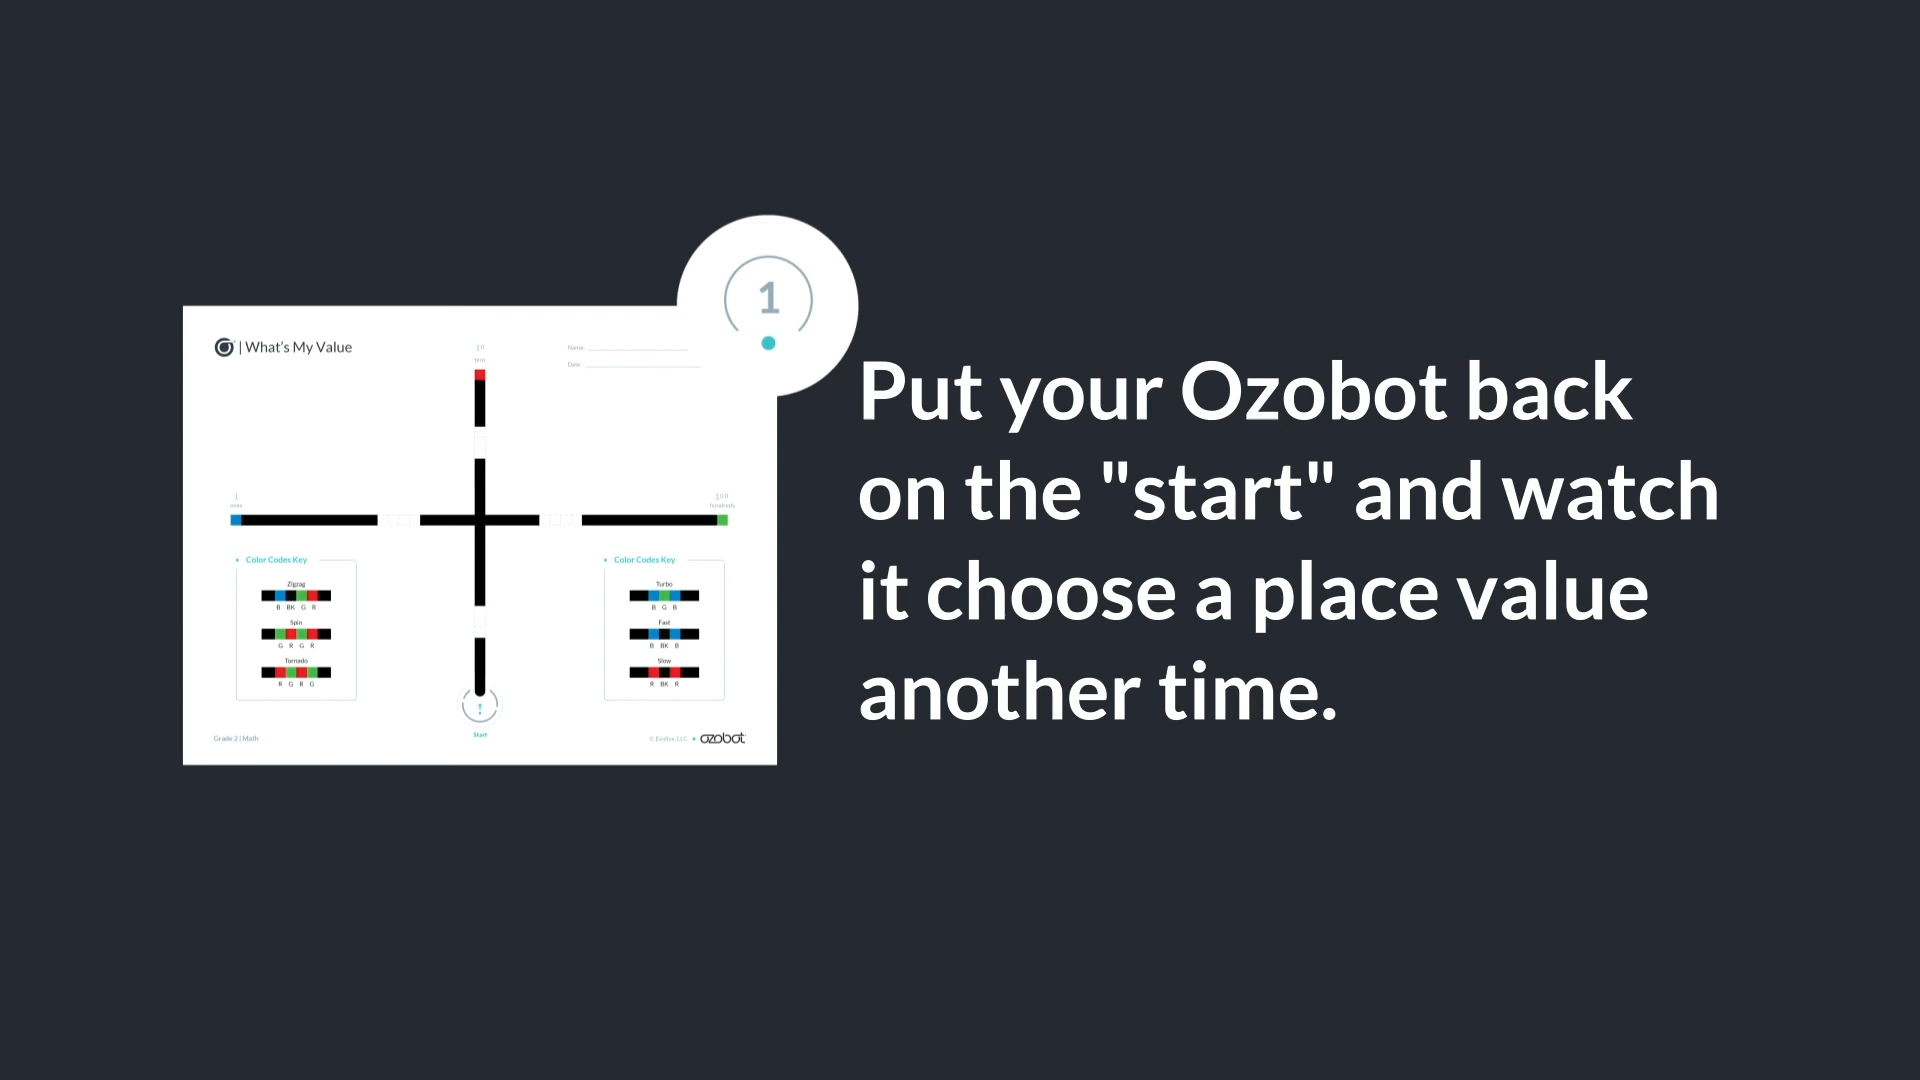 1
| What's My Value
10
tens
Name:
Date:
1
ones
100
hundreds
Color Codes Key
Zigzag
B BK G R
Spin
G R G R
Tornado
R G R G
Color Codes Key
Turbo
B G B
Fast
B BK B
Slow
R BK R
Start
Grade 2 | Math
© Evollve, LLC
ozobot
Put your Ozobot back
on the "start" and watch
it choose a place value
another time.